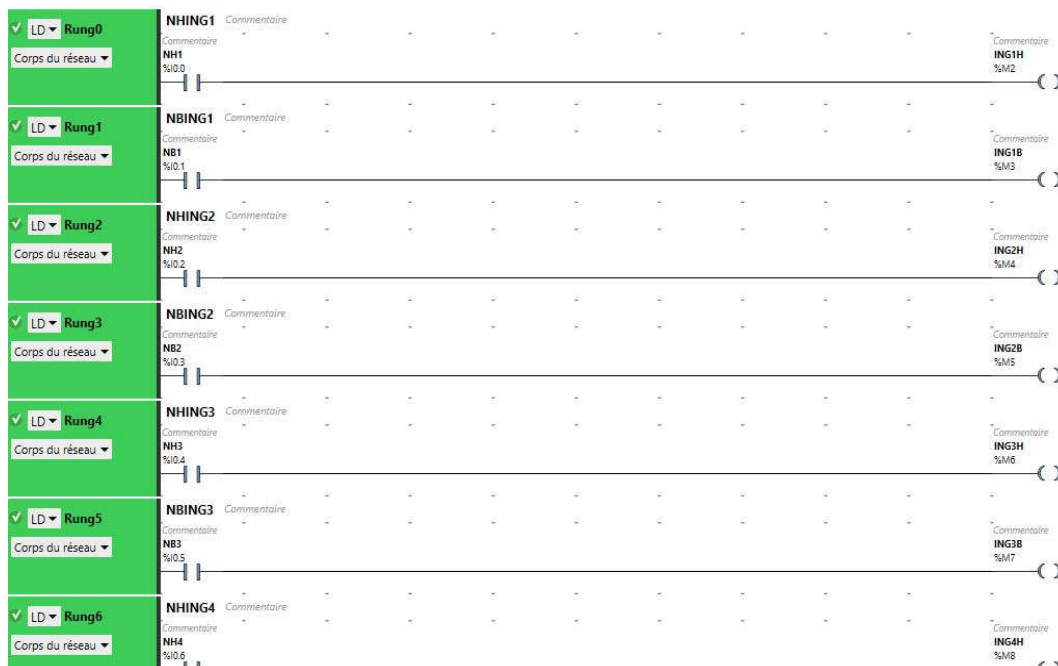 LD Rung0
Corps du réseau
NHING1 Commentaire
Commentaire
NH1
%I0.0
Commentaire
ING1H
%M2
LD Rung1
Corps du réseau
NBING1 Commentaire
Commentaire
NB1
%I0.1
Commentaire
ING1B
%M3
LD Rung2
Corps du réseau
NHING2 Commentaire
Commentaire
NH2
%I0.2
Commentaire
ING2H
%M4
LD Rung3
Corps du réseau
NBING2 Commentaire
Commentaire
NB2
%I0.3
Commentaire
ING2B
%M5
LD Rung4
Corps du réseau
NHING3 Commentaire
Commentaire
NH3
%I0.4
Commentaire
ING3H
%M6
LD Rung5
Corps du réseau
NBING3 Commentaire
Commentaire
NB3
%I0.5
Commentaire
ING3B
%M7
LD Rung6
Corps du réseau
NHING4 Commentaire
Commentaire
NH4
%I0.6
Commentaire
ING4H
%M8